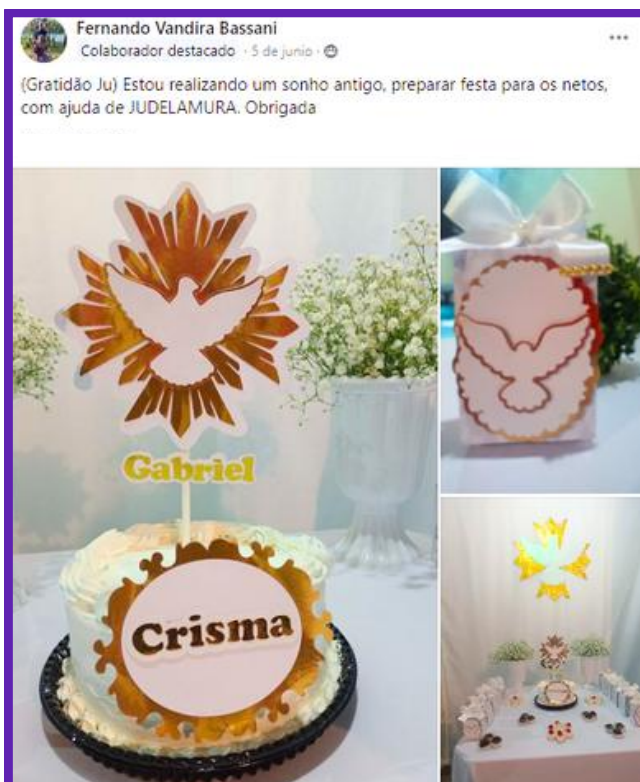 Fernando Vandira Bassani
Colaborador destacado · 5 de junio ·
(Gratidão Ju) Estou realizando um sonho antigo, preparar festa para os netos,
com ajuda de JUDELAMURA. Obrigada
Gabriel
Crisma